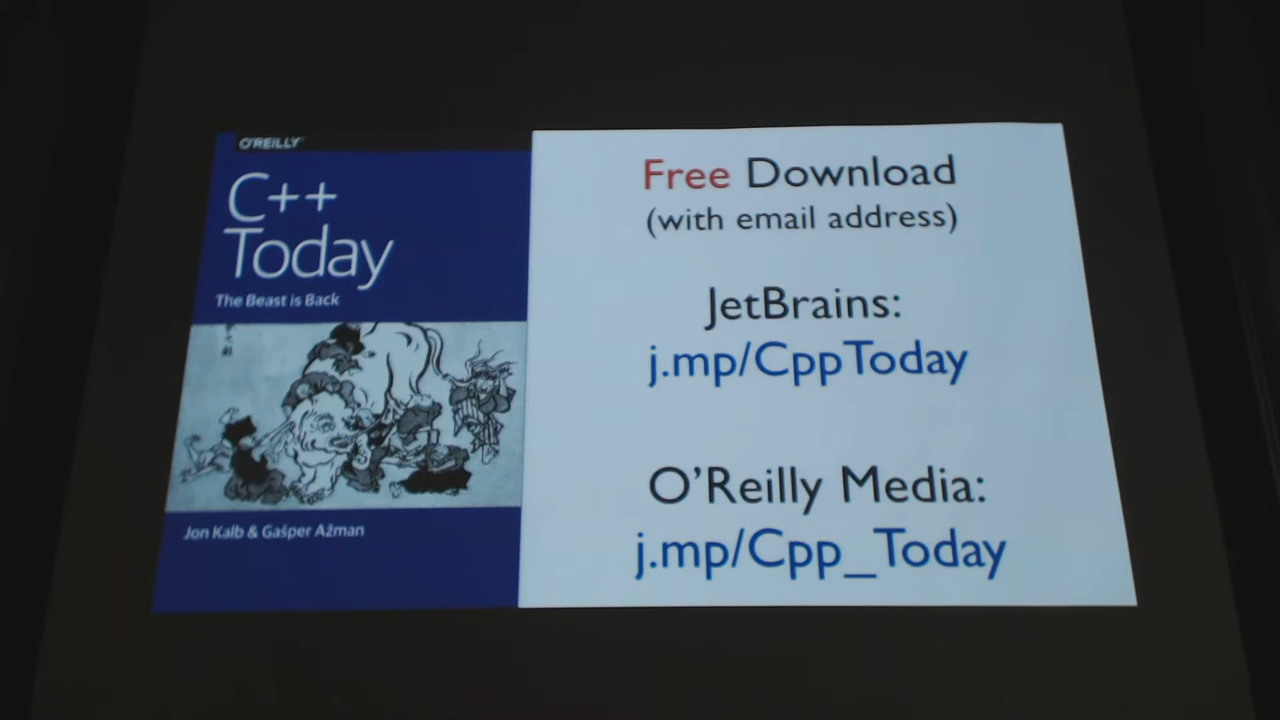 O'REILLY
C++
Today
The Beast is Back
Jon Kalb & Gašper Ažman
Free Download
(with email address)
JetBrains:
j.mp/CppToday
O'Reilly Media:
j.mp/Cpp_Today